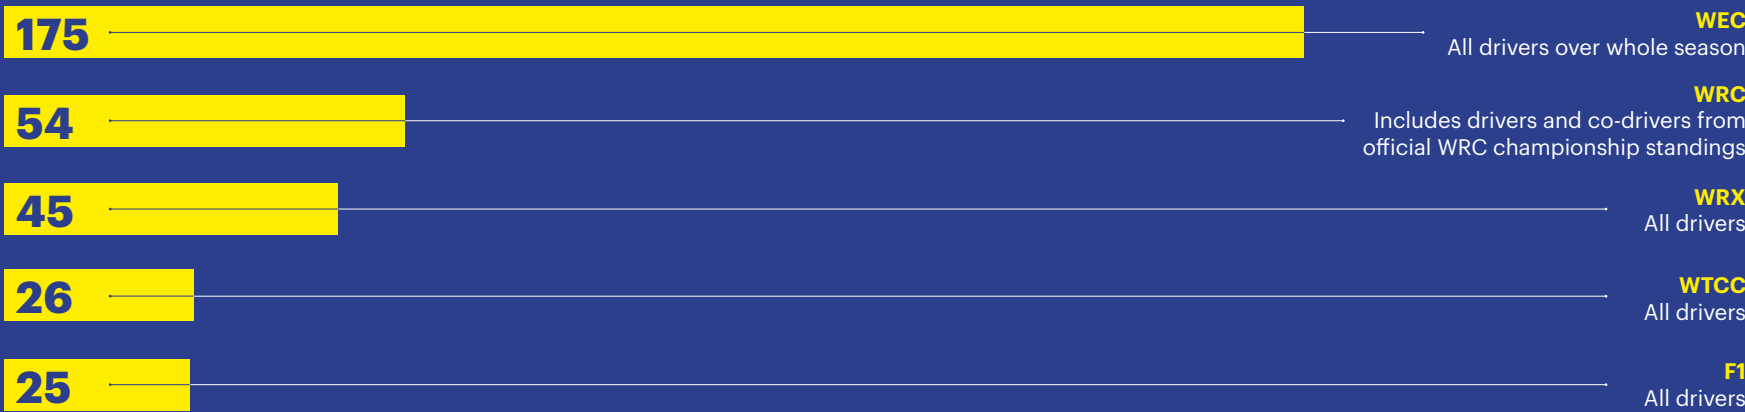 175
WEC
All drivers over whole season
54
WRC
Includes drivers and co-drivers from
official WRC championship standings
45
WRX
All drivers
26
WTCC
All drivers
25
F1
All drivers